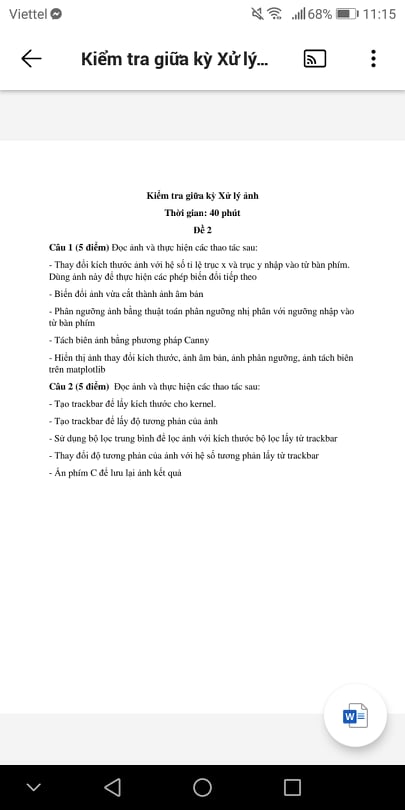 Viettel 68% 11:15
Kiểm tra giữa kỳ Xử lý...
Kiểm tra giữa kỳ Xử lý ảnh
Thời gian: 40 phút
Đề 2
Câu 1 (5 điểm) Đọc ảnh và thực hiện các thao tác sau:
- Thay đổi kích thước ảnh với hệ số tỉ lệ trục x và trục y nhập vào từ bàn phím.
Dùng ảnh này để thực hiện các phép biến đổi tiếp theo
- Biến đổi ảnh vừa cắt thành ảnh âm bản
- Phân ngưỡng ảnh bằng thuật toán phân ngưỡng nhị phân với ngưỡng nhập vào
từ bàn phím
- Tách biên ảnh bằng phương pháp Canny
- Hiển thị ảnh thay đổi kích thước, ảnh âm bản, ảnh phân ngưỡng, ảnh tách biên
trên matplotlib
Câu 2 (5 điểm) Đọc ảnh và thực hiện các thao tác sau:
- Tạo trackbar để lấy kích thước cho kernel.
- Tạo trackbar để lấy độ tương phản của ảnh
- Sử dụng bộ lọc trung bình để lọc ảnh với kích thước bộ lọc lấy từ trackbar
- Thay đổi độ tương phản của ảnh với hệ số tương phản lấy từ trackbar
- Ấn phím C để lưu lại ảnh kết quả
W